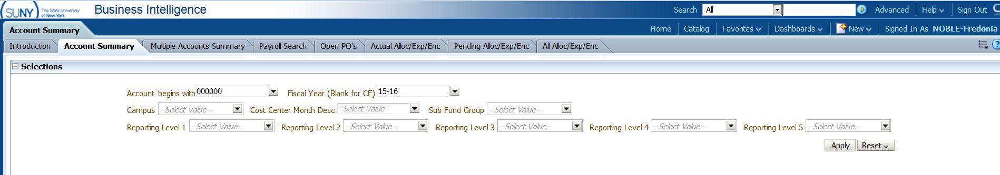 SUNY The State University of New York Business Intelligence Search All Advanced Help Sign Out
Account Summary Home Catalog Favorites Dashboards New Signed In As NOBLE-Fredonia
Introduction Account Summary Multiple Accounts Summary Payroll Search Open PO's Actual Alloc/Exp/Enc Pending Alloc/Exp/Enc All Alloc/Exp/Enc
Selections
Account begins with 000000 Fiscal Year (Blank for CF) 15-16
Campus --Select Value-- Cost Center Month Desc --Select Value-- Sub Fund Group --Select Value--
Reporting Level 1 --Select Value-- Reporting Level 2 --Select Value-- Reporting Level 3 --Select Value-- Reporting Level 4 --Select Value-- Reporting Level 5 --Select Value--
Apply Reset